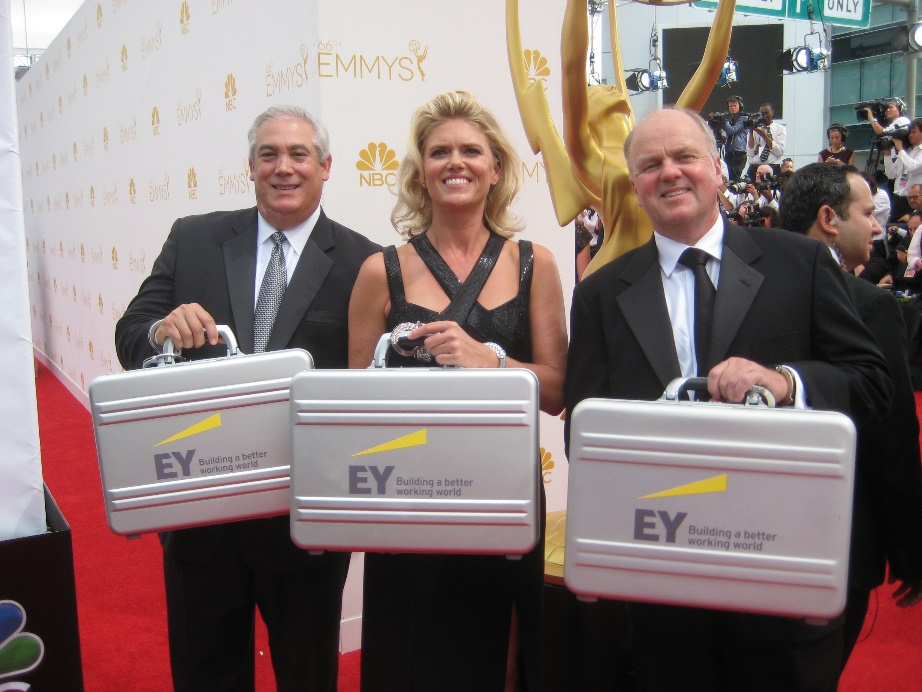 ONLY
66TH
EMMYS
EMMYS
NBC
EMMYS
EMMYS
EY Building a better
working world
EY Building a better
working world
EY Building a better
working world